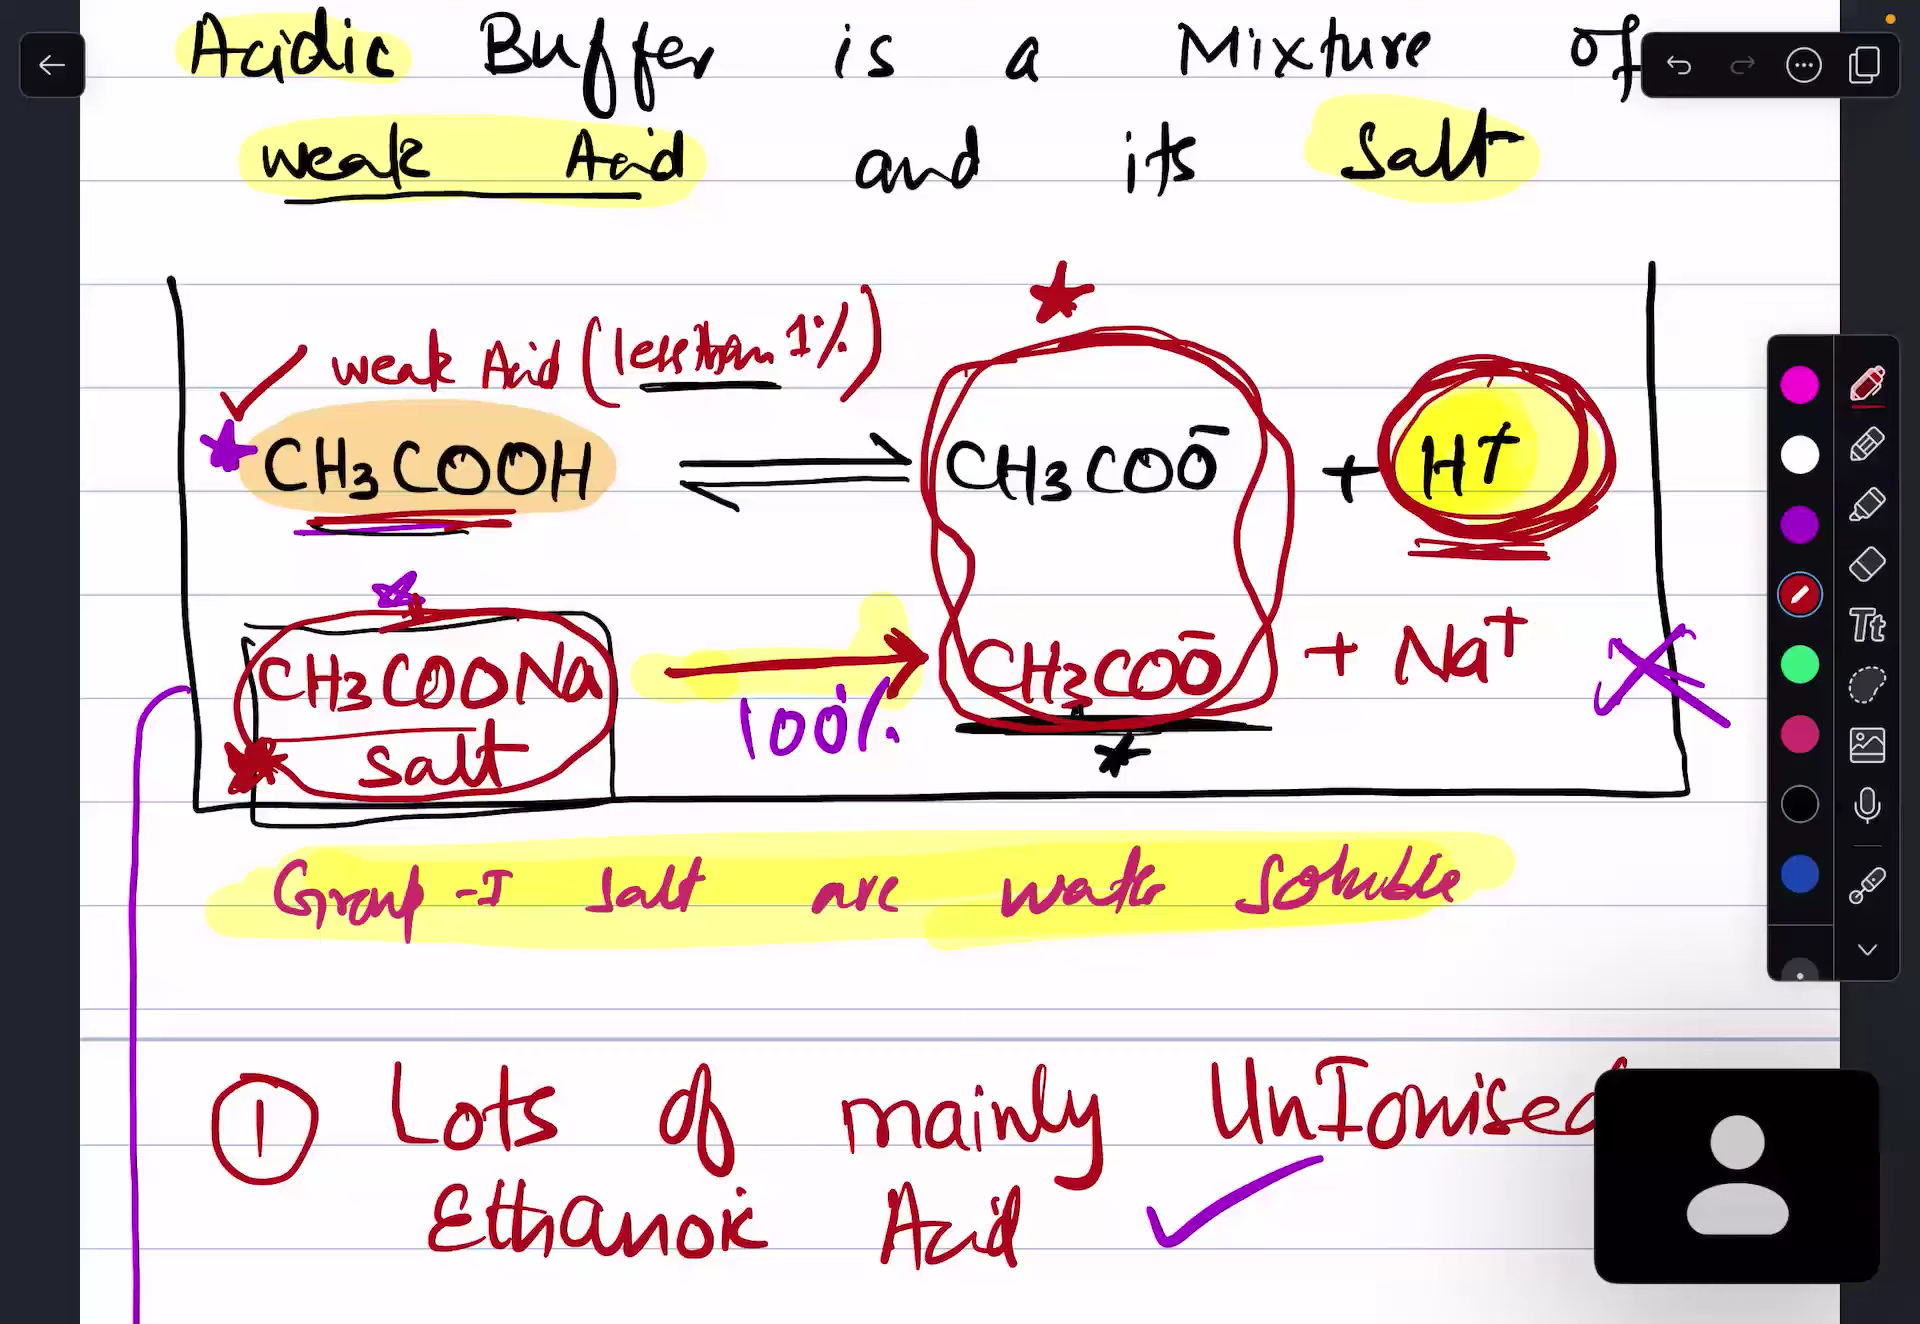 Acidic Buffer is a Mixture of
weak Acid and its Salt
weak Acid (less than 1%)
CH3COOH ⇌ CH3COO⁻ + H⁺
CH3COONa → CH3COO⁻ + Na⁺
100%
Salt
Group-I salt are water soluble
① Lots of mainly UnIonised
Ethanoic Acid
Tt